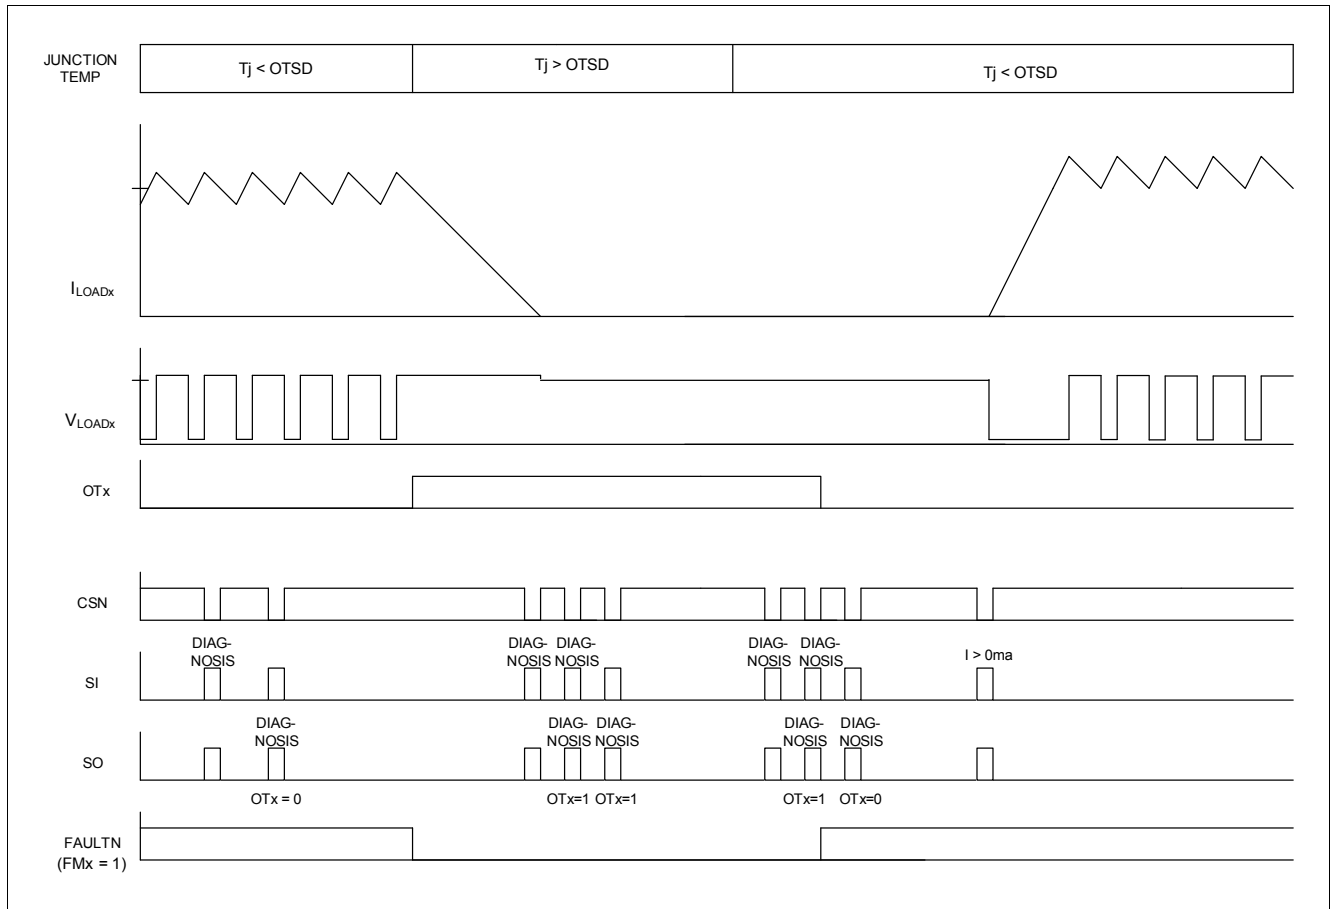 JUNCTION
TEMP
Tj < OTSD
Tj > OTSD
Tj < OTSD
ILOADx
VLOADx
OTx
CSN
DIAG-
NOSIS
DIAG-
NOSIS
DIAG-
NOSIS
DIAG-
NOSIS
DIAG-
NOSIS
I > 0ma
SI
DIAG-
NOSIS
DIAG-
NOSIS
DIAG-
NOSIS
DIAG-
NOSIS
DIAG-
NOSIS
SO
OTx = 0
OTx=1
OTx=1
OTx=1
OTx=0
FAULTN
(FMx = 1)